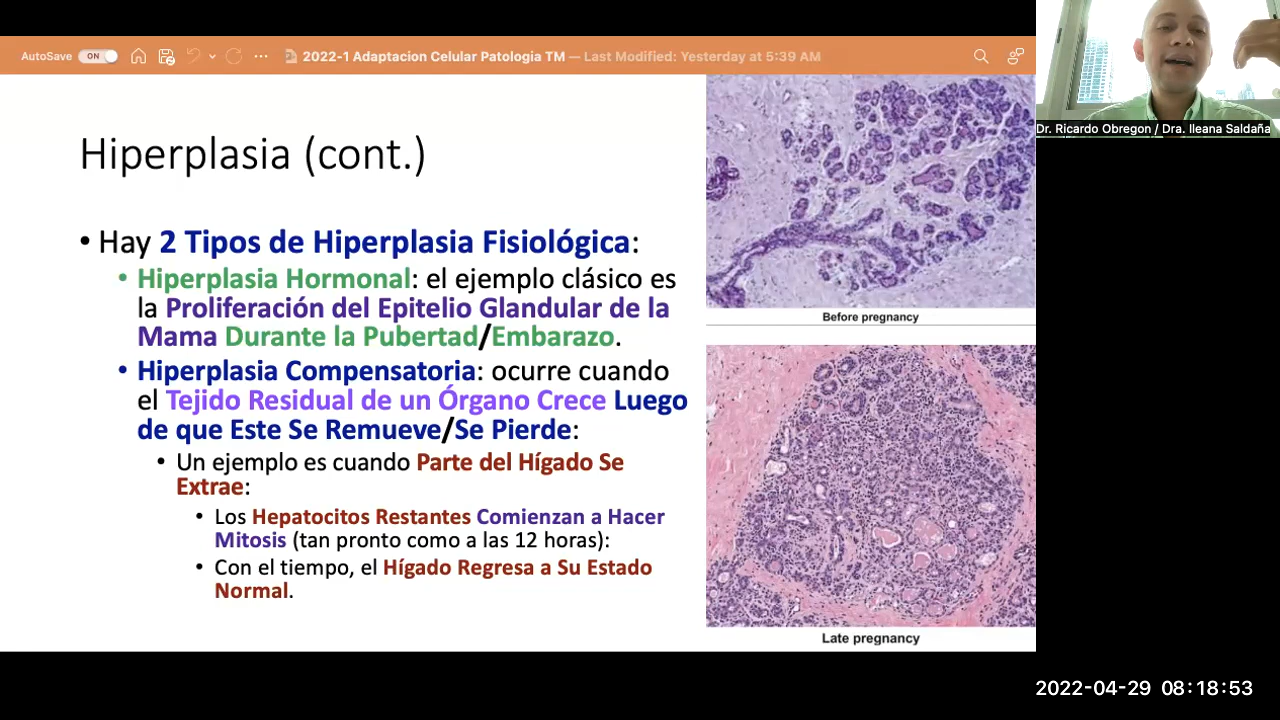 AutoSave ON ... 2022-1 Adaptacion Celular Patologia TM — Last Modified: Yesterday at 5:39 AM
Dr. Ricardo Obregon / Dra. Ileana Saldaña
Hiperplasia (cont.)
• Hay 2 Tipos de Hiperplasia Fisiológica:
• Hiperplasia Hormonal: el ejemplo clásico es
la Proliferación del Epitelio Glandular de la
Mama Durante la Pubertad/Embarazo.
• Hiperplasia Compensatoria: ocurre cuando
el Tejido Residual de un Órgano Crece Luego
de que Este Se Remueve/Se Pierde:
• Un ejemplo es cuando Parte del Hígado Se
Extrae:
• Los Hepatocitos Restantes Comienzan a Hacer
Mitosis (tan pronto como a las 12 horas):
• Con el tiempo, el Hígado Regresa a Su Estado
Normal.
Before pregnancy
Late pregnancy
2022-04-29 08:18:53